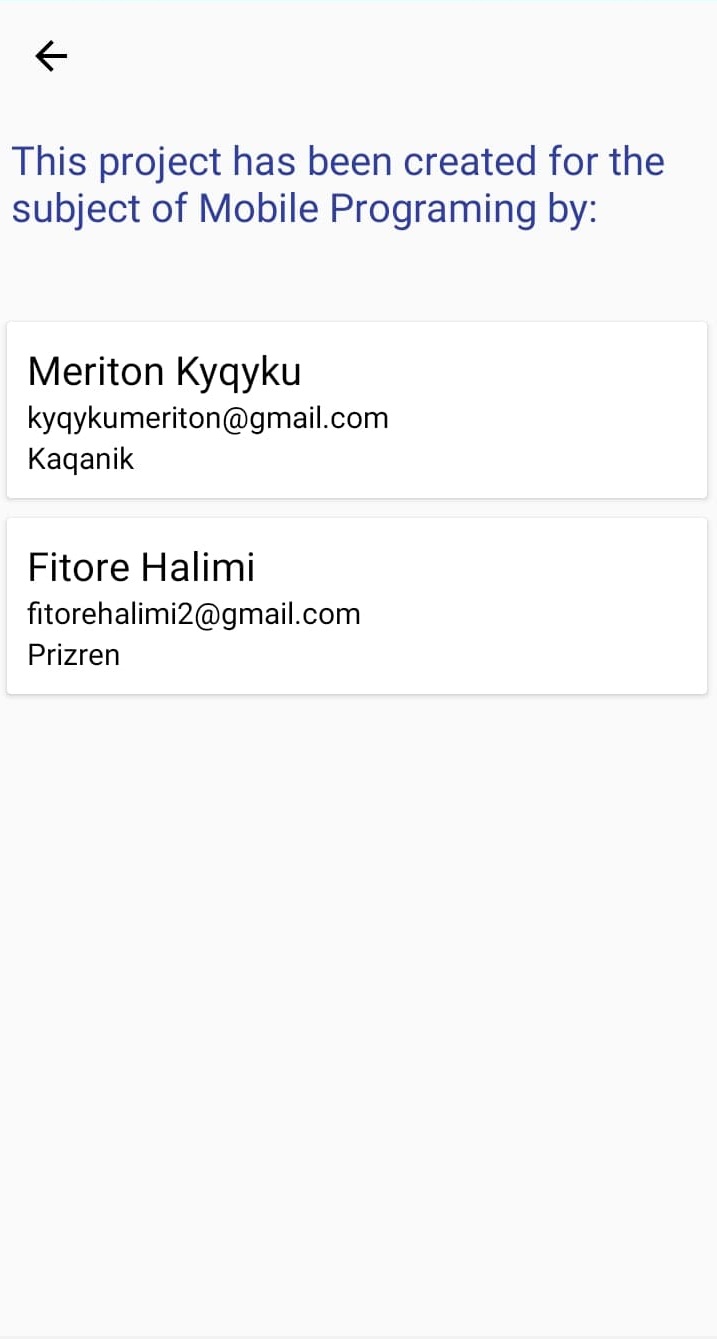 This project has been created for the
subject of Mobile Programing by:
Meriton Kyqyku
kyqykumeriton@gmail.com
Kaqanik
Fitore Halimi
fitorehalimi2@gmail.com
Prizren